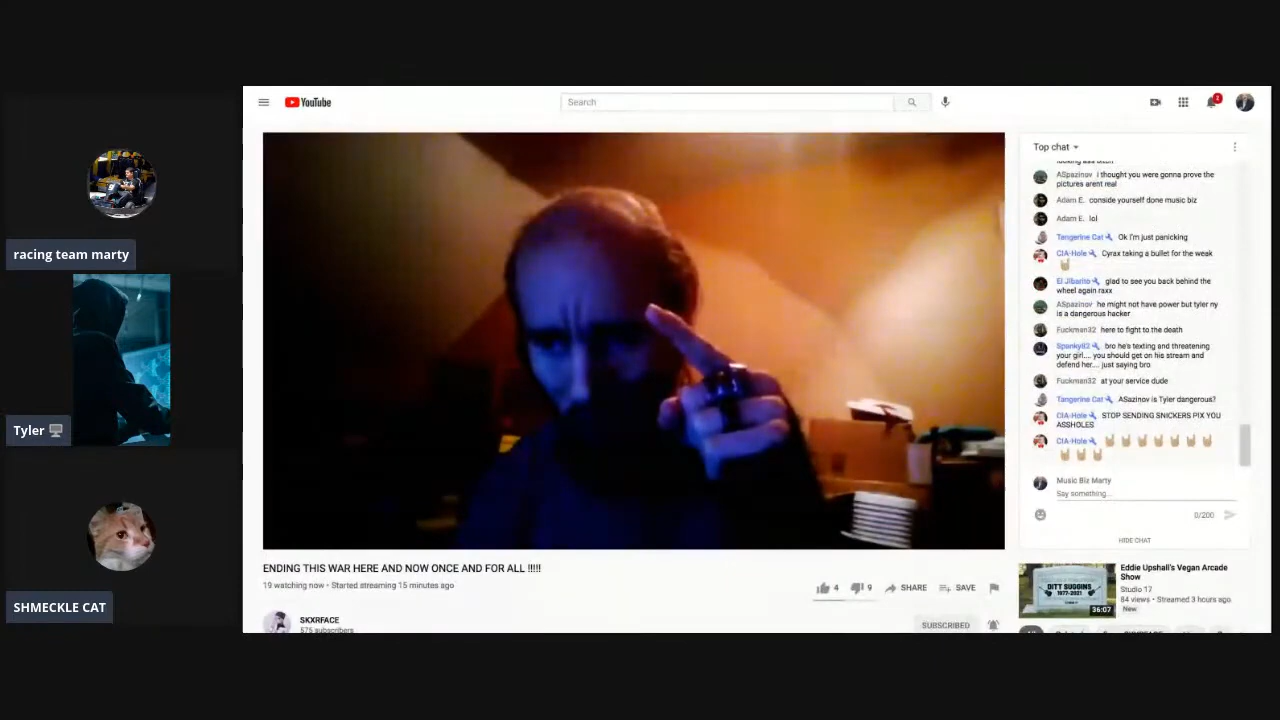 racing team marty
Tyler
SHMECKLE CAT
YouTube
Search
1
ENDING THIS WAR HERE AND NOW ONCE AND FOR ALL !!!!!
19 watching now • Started streaming 15 minutes ago
4
9
SHARE
SAVE
SKXRFACE
575 subscribers
SUBSCRIBED
Top chat
ASpazinov i thought you were gonna prove the
pictures arent real
Adam E. conside yourself done music biz
Adam E. lol
Tangerine Cat Ok I'm just panicking
CIA-Hole Cyrax taking a bullet for the weak
El Jibarito glad to see you back behind the
wheel again raxx
ASpazinov he might not have power but tyler ny
is a dangerous hacker
Fuckman32 here to fight to the death
Spanky82 bro he's texting and threatening
your girl.... you should get on his stream and
defend her.... just saying bro
Fuckman32 at your service dude
Tangerine Cat ASazinov is Tyler dangerous?
CIA-Hole STOP SENDING SNICKERS PIX YOU
ASSHOLES
CIA-Hole
Music Biz Marty
Say something...
0/200
HIDE CHAT
DITT SUGGINS
1977-2021
36:07
Eddie Upshall's Vegan Arcade
Show
Studio 17
84 views • Streamed 3 hours ago
New